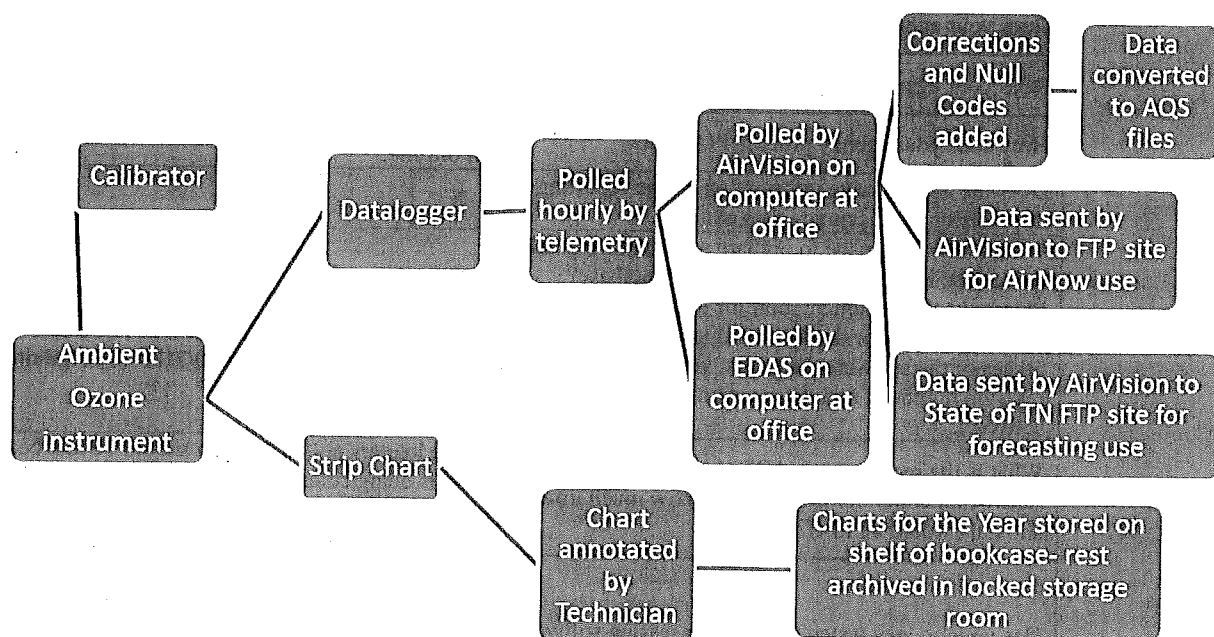 Calibrator
Ambient
Ozone
instrument
Datalogger
Strip Chart
Polled
hourly by
telemetry
Chart
annotated
by
Technician
Polled by
AirVision on
computer at
office
Polled by
EDAS on
computer at
office
Corrections
and Null
Codes
added
Data
converted
to AQS
files
Data sent by
AirVision to FTP site
for AirNow use
Data sent by AirVision to
State of TN FTP site for
forecasting use
Charts for the Year stored on
shelf of bookcase- rest
archived in locked storage
room